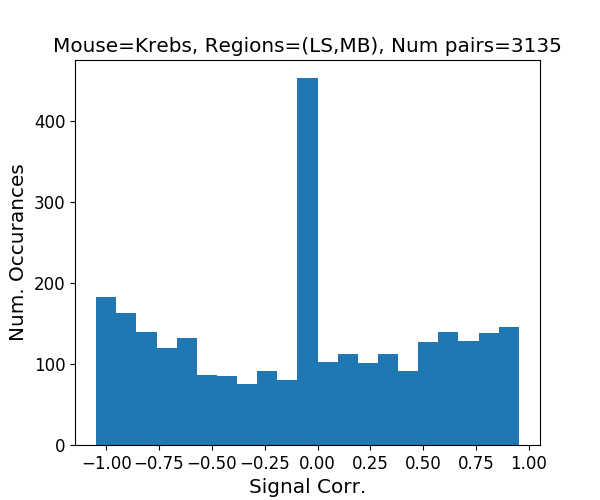 Mouse=Krebs, Regions=(LS,MB), Num pairs=3135
Num. Occurances
400
300
200
100
0
−1.00 −0.75 −0.50 −0.25 0.00 0.25 0.50 0.75 1.00
Signal Corr.